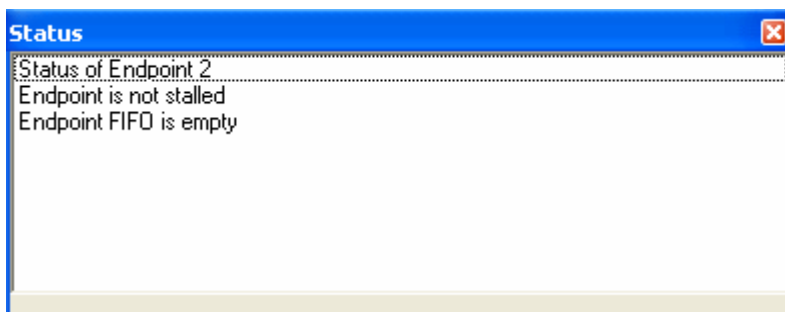 Status
Status of Endpoint 2
Endpoint is not stalled
Endpoint FIFO is empty